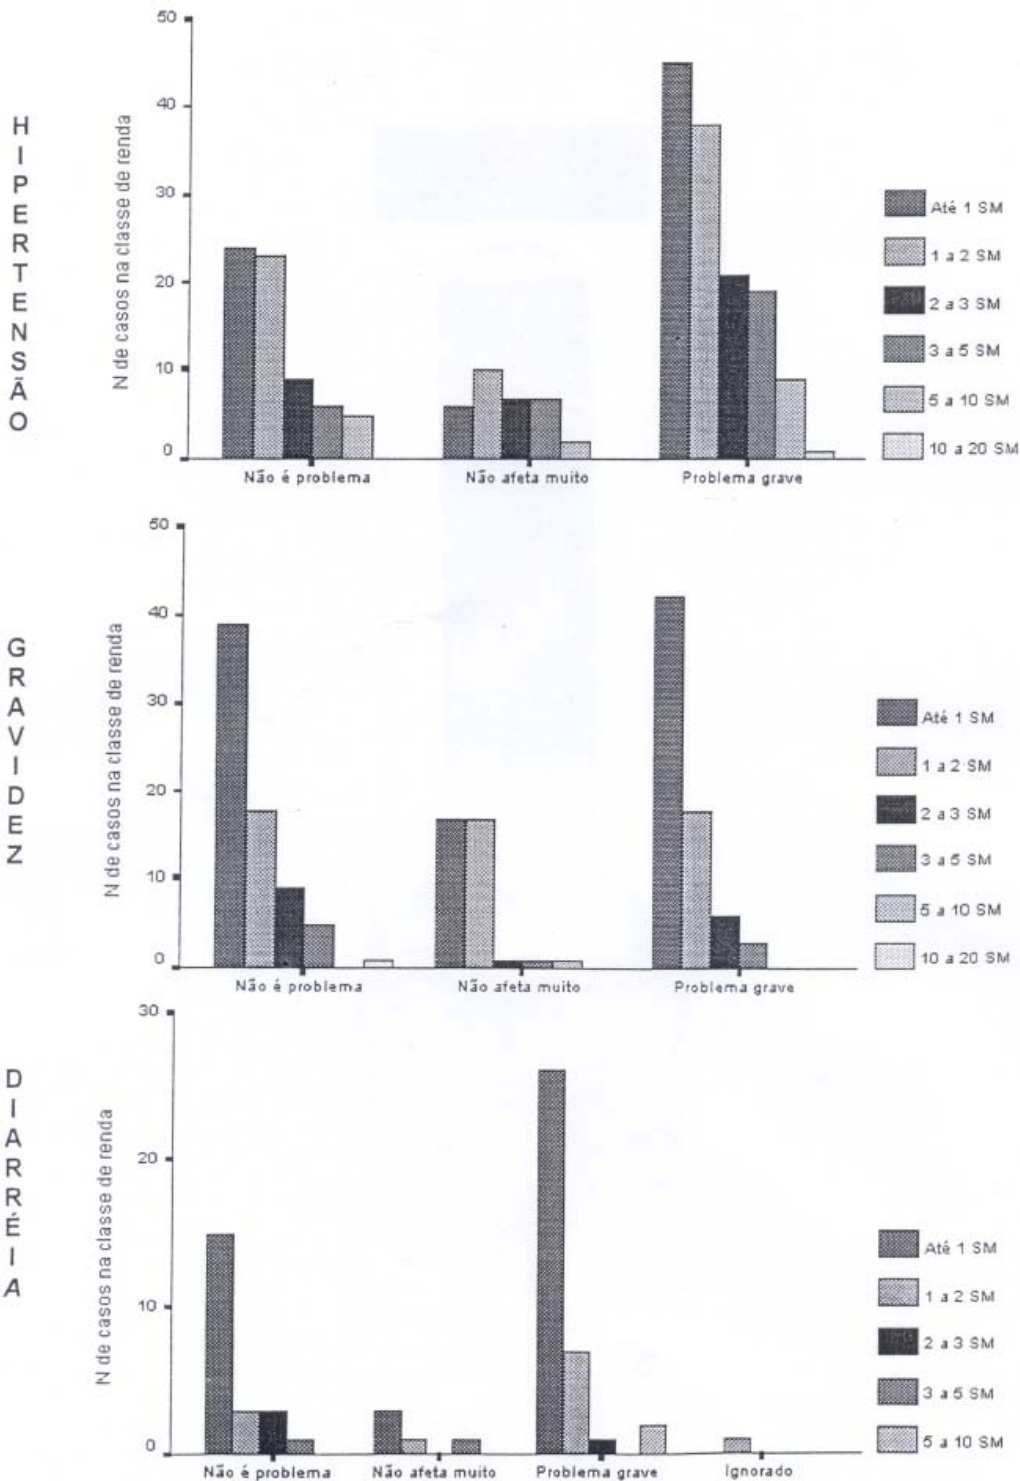 HIPERTENSÃO
N de casos na classe de renda
50
40
30
20
10
0
Não é problema
Não afeta muito
Problema grave
Até 1 SM
1 a 2 SM
2 a 3 SM
3 a 5 SM
5 a 10 SM
10 a 20 SM
GRAVIDEZ
N de casos na classe de renda
50
40
30
20
10
0
Não é problema
Não afeta muito
Problema grave
Até 1 SM
1 a 2 SM
2 a 3 SM
3 a 5 SM
5 a 10 SM
10 a 20 SM
DIARRÉIA
N de casos na classe de renda
30
20
10
0
Não é problema
Não afeta muito
Problema grave
Ignorado
Até 1 SM
1 a 2 SM
2 a 3 SM
3 a 5 SM
5 a 10 SM